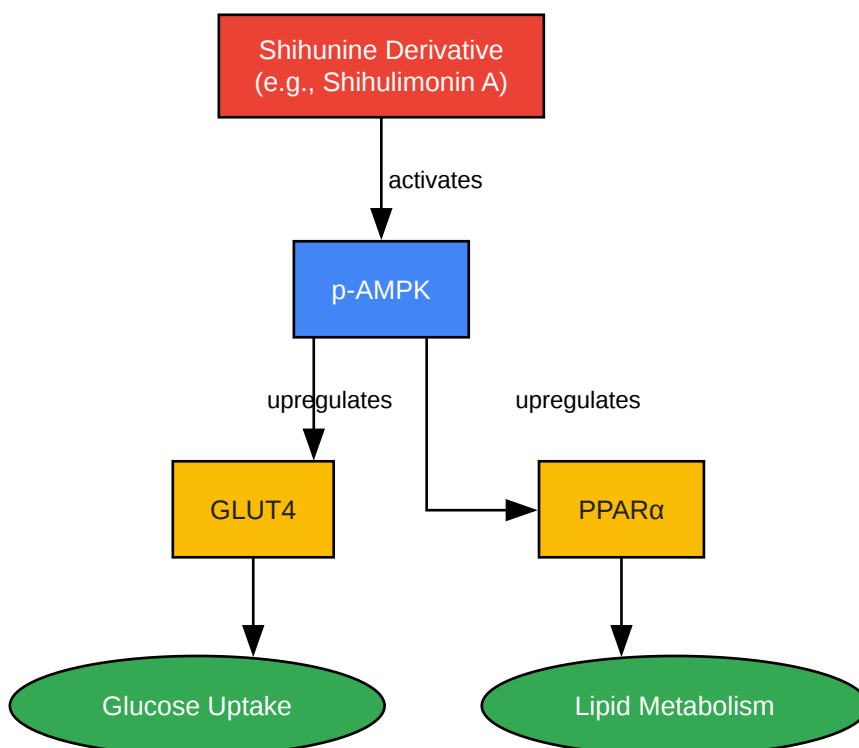 Shihunine Derivative
(e.g., Shihulimonin A)
activates
p-AMPK
upregulates
upregulates
GLUT4
PPARα
Glucose Uptake
Lipid Metabolism